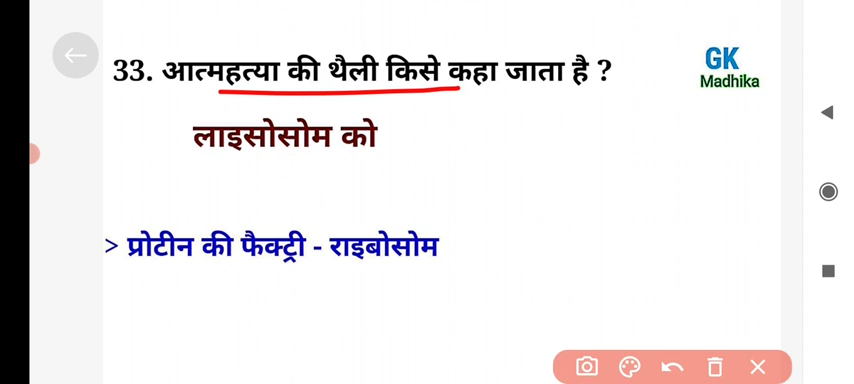 33. आत्महत्या की थैली किसे कहा जाता है ?
GK
Madhika
लाइसोसोम को
> प्रोटीन की फैक्ट्री - राइबोसोम